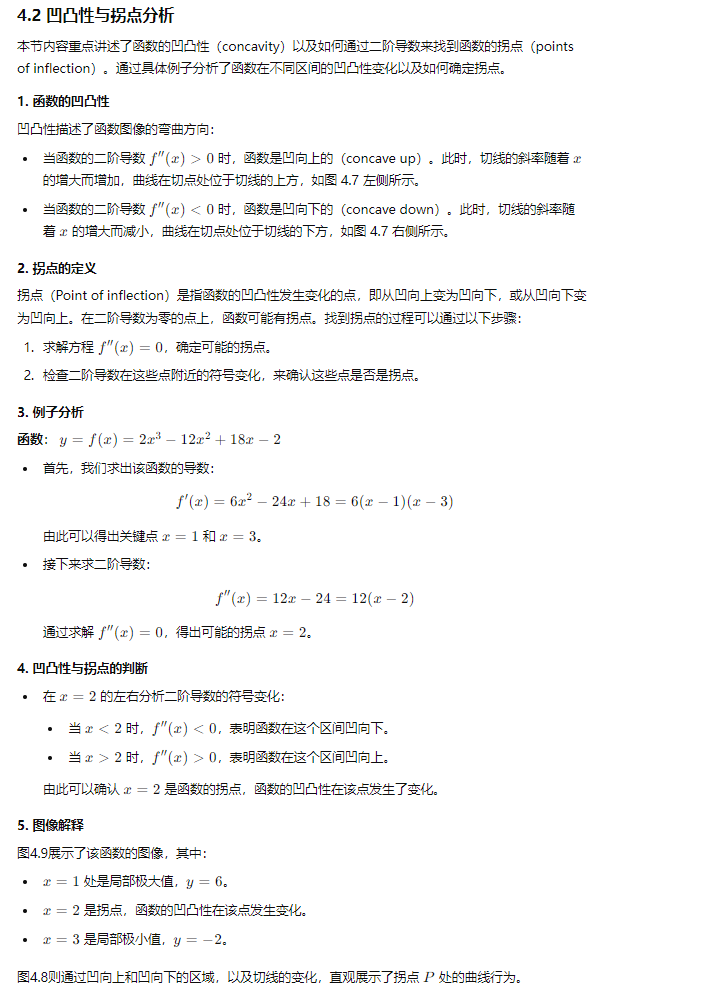 4.2 凹凸性与拐点分析
本节内容重点讲述了函数的凹凸性（concavity）以及如何通过二阶导数来找到函数的拐点（points
of inflection）。通过具体例子分析了函数在不同区间的凹凸性变化以及如何确定拐点。
1. 函数的凹凸性
凹凸性描述了函数图像的弯曲方向：
• 当函数的二阶导数 f′′(x) > 0 时，函数是凹向上的（concave up）。此时，切线的斜率随着 x
的增大而增加，曲线在切点处位于切线的上方，如图 4.7 左侧所示。
• 当函数的二阶导数 f′′(x) < 0 时，函数是凹向下的（concave down）。此时，切线的斜率随
着 x 的增大而减小，曲线在切点处位于切线的下方，如图 4.7 右侧所示。
2. 拐点的定义
拐点（Point of inflection）是指函数的凹凸性发生变化的点，即从凹向上变为凹向下，或从凹向下变
为凹向上。在二阶导数为零的点上，函数可能有拐点。找到拐点的过程可以通过以下步骤：
1. 求解方程 f′′(x) = 0，确定可能的拐点。
2. 检查二阶导数在这些点附近的符号变化，来确认这些点是否是拐点。
3. 例子分析
函数： y = f(x) = 2x³ − 12x² + 18x − 2
• 首先，我们求出该函数的导数：
f′(x) = 6x² − 24x + 18 = 6(x − 1)(x − 3)
由此可以得出关键点 x = 1 和 x = 3。
• 接下来求二阶导数：
f′′(x) = 12x − 24 = 12(x − 2)
通过求解 f′′(x) = 0，得出可能的拐点 x = 2。
4. 凹凸性与拐点的判断
• 在 x = 2 的左右分析二阶导数的符号变化：
• 当 x < 2 时，f′′(x) < 0，表明函数在这个区间凹向下。
• 当 x > 2 时，f′′(x) > 0，表明函数在这个区间凹向上。
由此可以确认 x = 2 是函数的拐点，函数的凹凸性在该点发生了变化。
5. 图像解释
图4.9展示了该函数的图像，其中：
• x = 1 处是局部极大值，y = 6。
• x = 2 是拐点，函数的凹凸性在该点发生变化。
• x = 3 是局部极小值，y = −2。
图4.8则通过凹向上和凹向下的区域，以及切线的变化，直观展示了拐点 P 处的曲线行为。